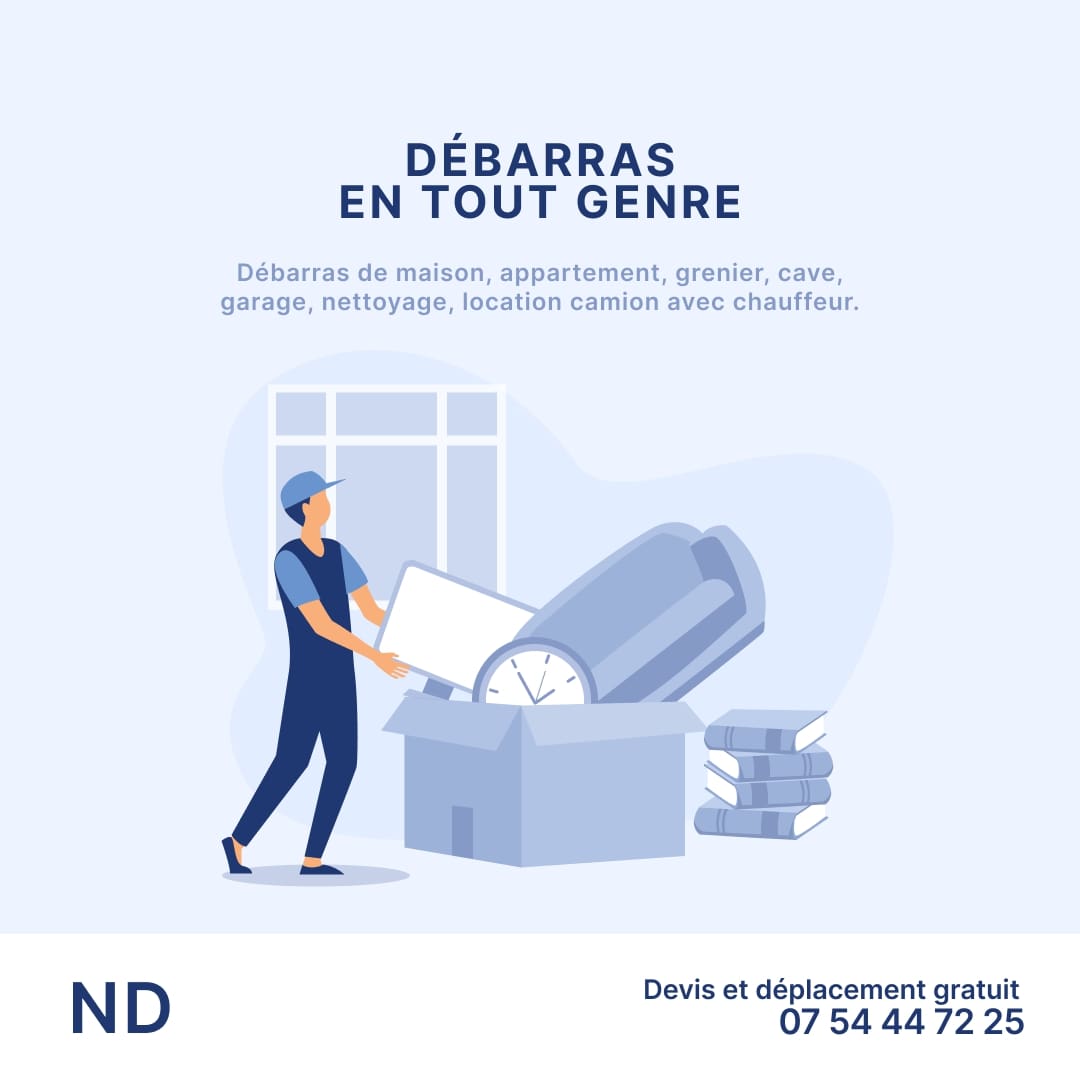 DÉBARRAS
EN TOUT GENRE
Débarras de maison, appartement, grenier, cave,
garage, nettoyage, location camion avec chauffeur.
ND
Devis et déplacement gratuit
07 54 44 72 25